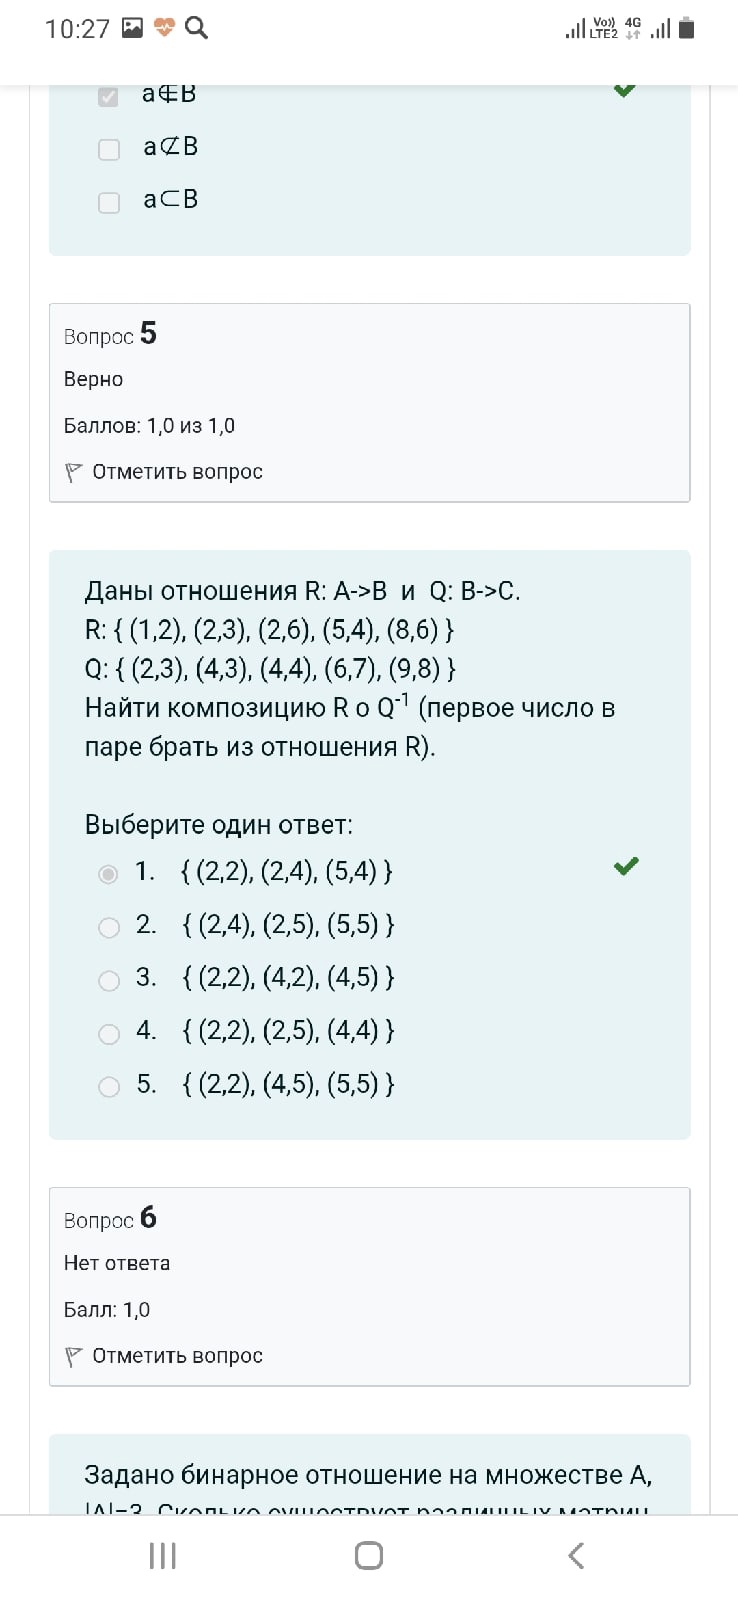 10:27
Vo)) 4G
LTE2
a∉B
a⊄B
a⊂B
Вопрос 5
Верно
Баллов: 1,0 из 1,0
Отметить вопрос
Даны отношения R: A->B и Q: B->C.
R: { (1,2), (2,3), (2,6), (5,4), (8,6) }
Q: { (2,3), (4,3), (4,4), (6,7), (9,8) }
Найти композицию R o Q⁻¹ (первое число в
паре брать из отношения R).
Выберите один ответ:
1. { (2,2), (2,4), (5,4) }
2. { (2,4), (2,5), (5,5) }
3. { (2,2), (4,2), (4,5) }
4. { (2,2), (2,5), (4,4) }
5. { (2,2), (4,5), (5,5) }
Вопрос 6
Нет ответа
Балл: 1,0
Отметить вопрос
Задано бинарное отношение на множестве A,
|A|=3. Сколько существует различных матриц